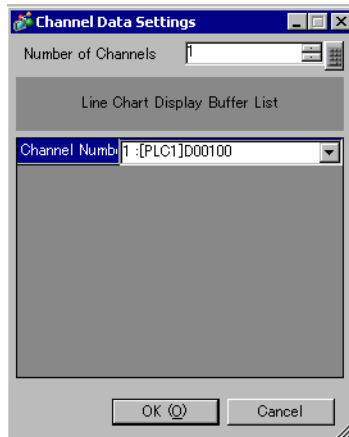 Channel Data Settings
Number of Channels 1
Line Chart Display Buffer List
Channel Numb 1 :[PLC1]D00100
OK (O) Cancel